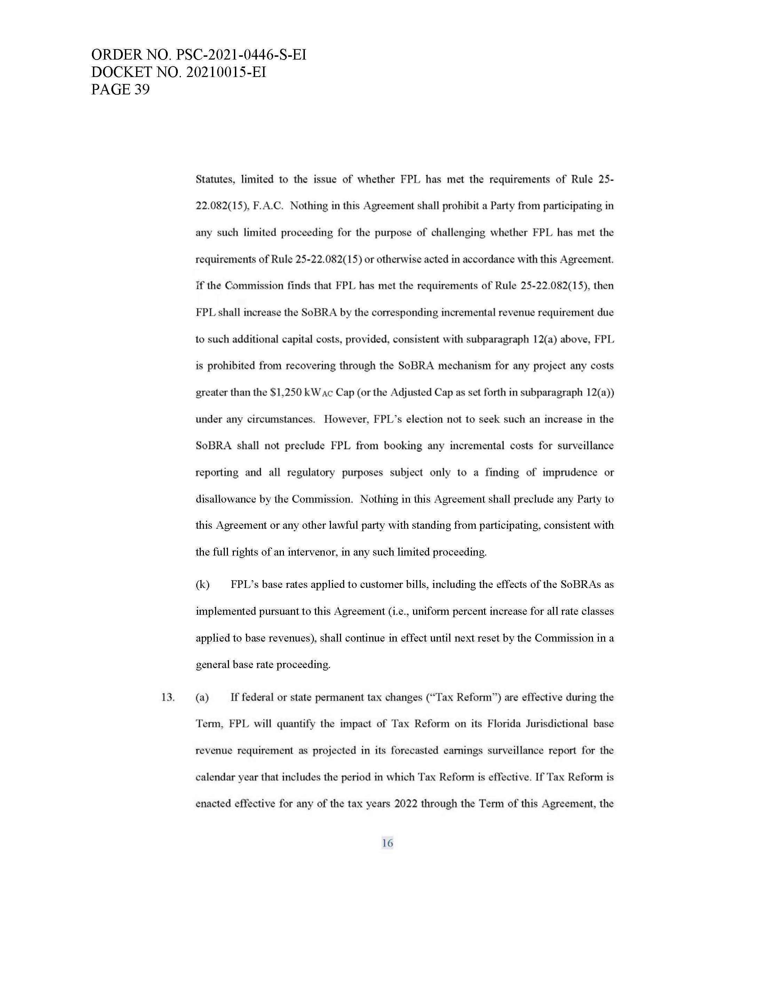 ORDER NO. PSC-2021-0446-S-EI
DOCKET NO. 20210015-EI
PAGE 39
Statutes, limited to the issue of whether FPL has met the requirements of Rule 25-
22.082(15), F.A.C. Nothing in this Agreement shall prohibit a Party from participating in
any such limited proceeding for the purpose of challenging whether FPL has met the
requirements of Rule 25-22.082(15) or otherwise acted in accordance with this Agreement.
If the Commission finds that FPL has met the requirements of Rule 25-22.082(15), then
FPL shall increase the SoBRA by the corresponding incremental revenue requirement due
to such additional capital costs, provided, consistent with subparagraph 12(a) above, FPL
is prohibited from recovering through the SoBRA mechanism for any project any costs
greater than the $1,250 kWAC Cap (or the Adjusted Cap as set forth in subparagraph 12(a))
under any circumstances. However, FPL’s election not to seek such an increase in the
SoBRA shall not preclude FPL from booking any incremental costs for surveillance
reporting and all regulatory purposes subject only to a finding of imprudence or
disallowance by the Commission. Nothing in this Agreement shall preclude any Party to
this Agreement or any other lawful party with standing from participating, consistent with
the full rights of an intervenor, in any such limited proceeding.
(k) FPL’s base rates applied to customer bills, including the effects of the SoBRAs as
implemented pursuant to this Agreement (i.e., uniform percent increase for all rate classes
applied to base revenues), shall continue in effect until next reset by the Commission in a
general base rate proceeding.
13. (a) If federal or state permanent tax changes (“Tax Reform”) are effective during the
Term, FPL will quantify the impact of Tax Reform on its Florida Jurisdictional base
revenue requirement as projected in its forecasted earnings surveillance report for the
calendar year that includes the period in which Tax Reform is effective. If Tax Reform is
enacted effective for any of the tax years 2022 through the Term of this Agreement, the
16